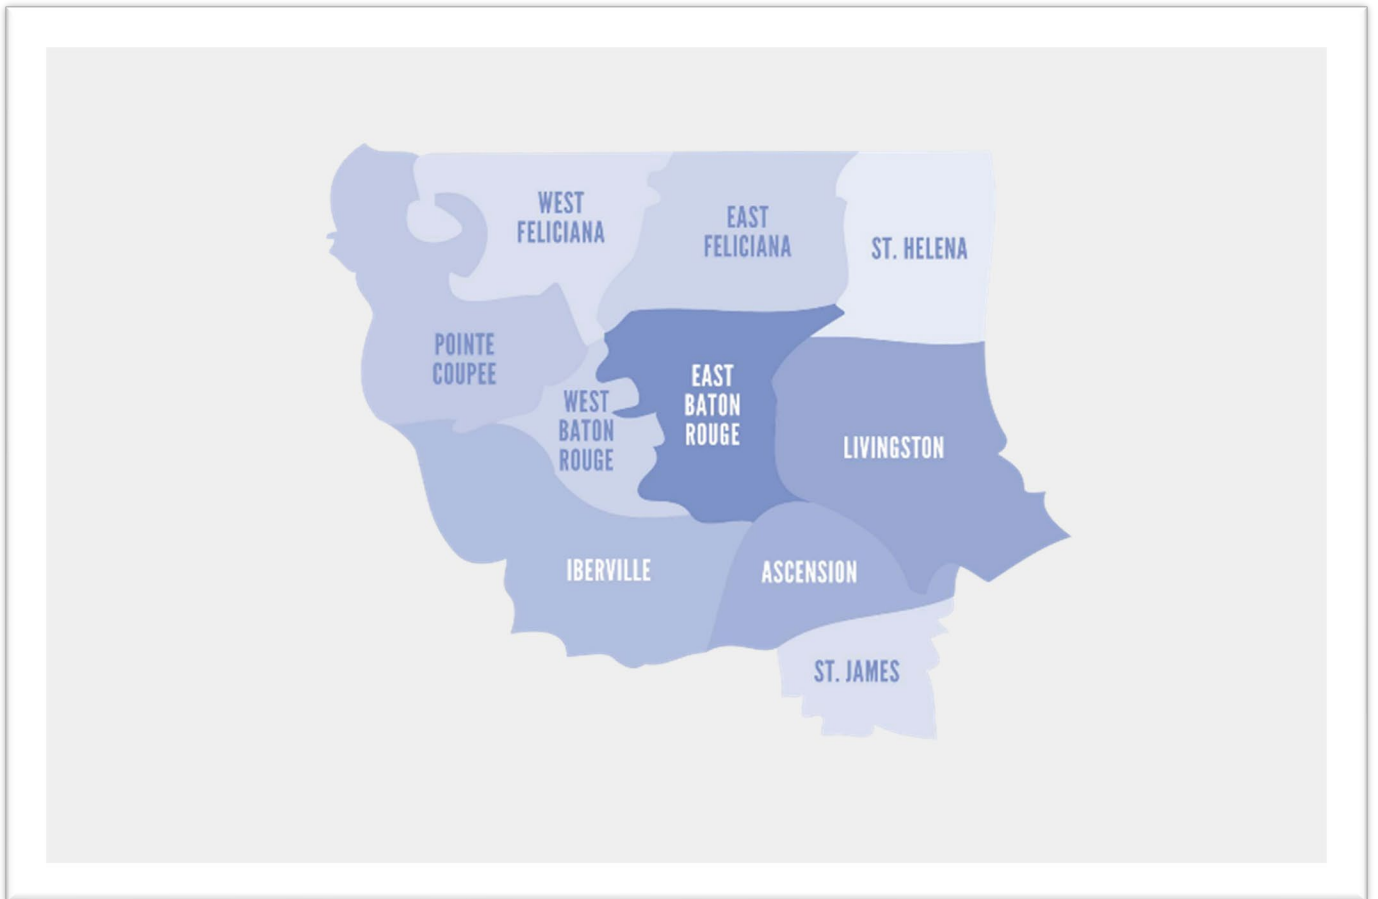 WEST
FELICIANA
EAST
FELICIANA
ST. HELENA
POINTE
COUPEE
WEST
BATON
ROUGE
EAST
BATON
ROUGE
LIVINGSTON
IBERVILLE
ASCENSION
ST. JAMES